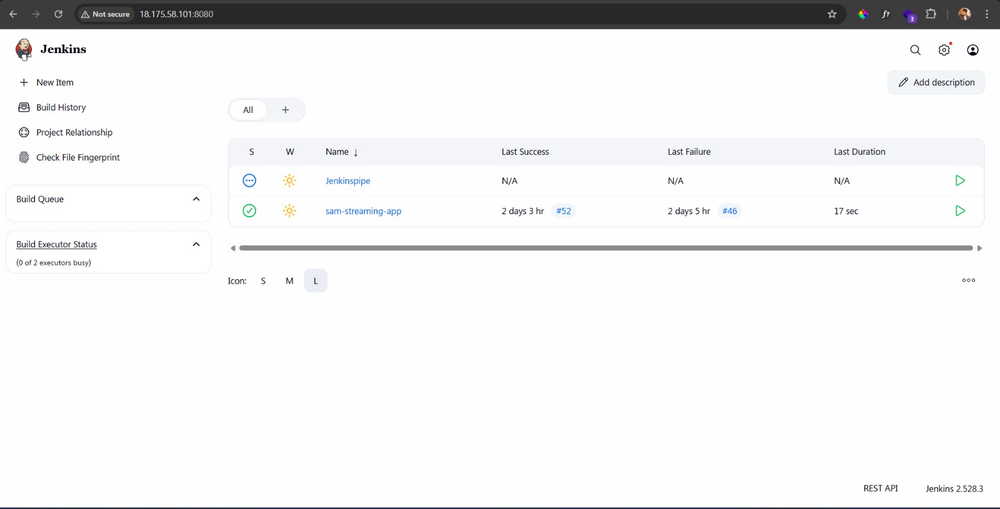 Not secure 18.175.58.101:8080
3
Jenkins
New Item
Add description
Build History
All
Project Relationship
Check File Fingerprint
S W Name ↓ Last Success Last Failure Last Duration
Jenkinspipe N/A N/A N/A
sam-streaming-app 2 days 3 hr #52 2 days 5 hr #46 17 sec
Build Queue
Build Executor Status
(0 of 2 executors busy)
Icon: S M L
REST API Jenkins 2.528.3